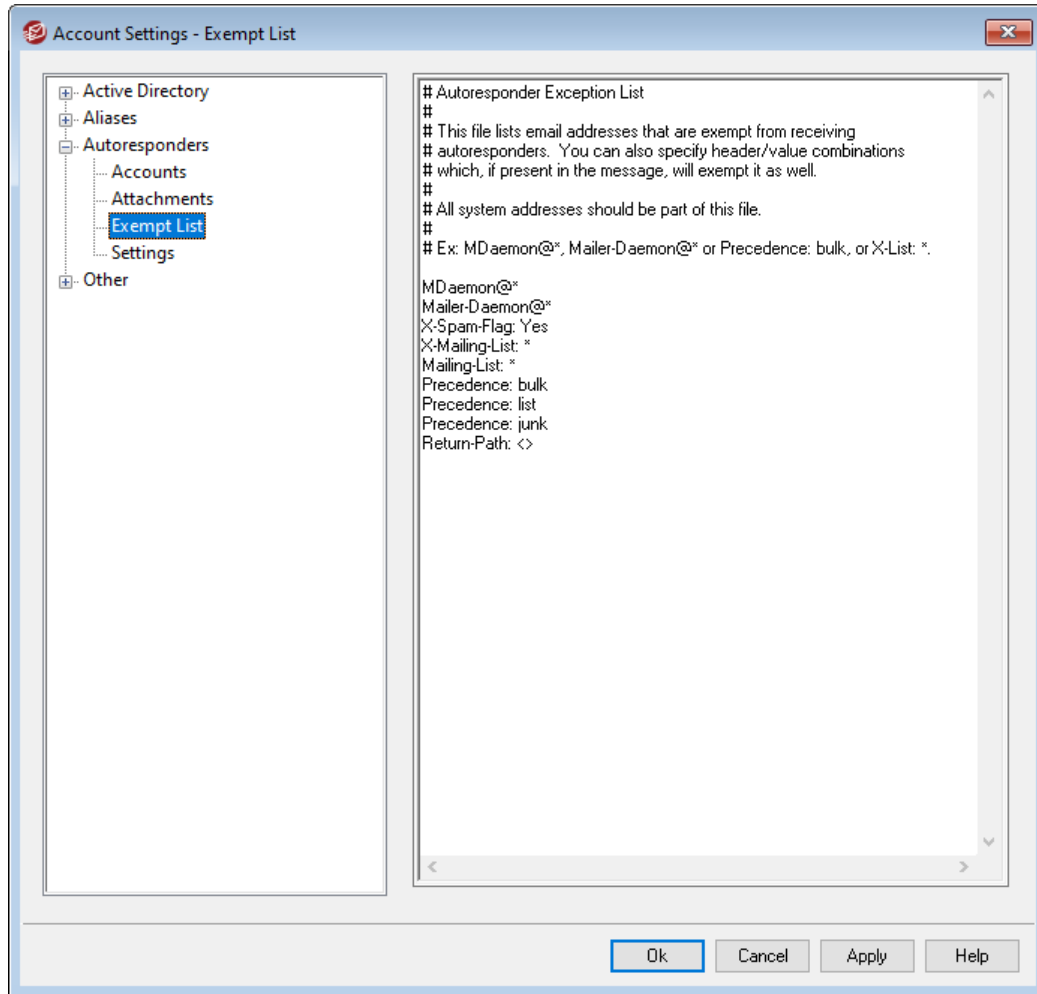 Account Settings - Exempt List
Active Directory
Aliases
Autoresponders
Accounts
Attachments
Exempt List
Settings
Other
# Autoresponder Exception List
#
# This file lists email addresses that are exempt from receiving
# autoresponders.  You can also specify header/value combinations
# which, if present in the message, will exempt it as well.
#
# All system addresses should be part of this file.
#
# Ex: MDaemon@*, Mailer-Daemon@* or Precedence: bulk, or X-List: *.
MDaemon@*
Mailer-Daemon@*
X-Spam-Flag: Yes
X-Mailing-List: *
Mailing-List: *
Precedence: bulk
Precedence: list
Precedence: junk
Return-Path: <>
Ok
Cancel
Apply
Help